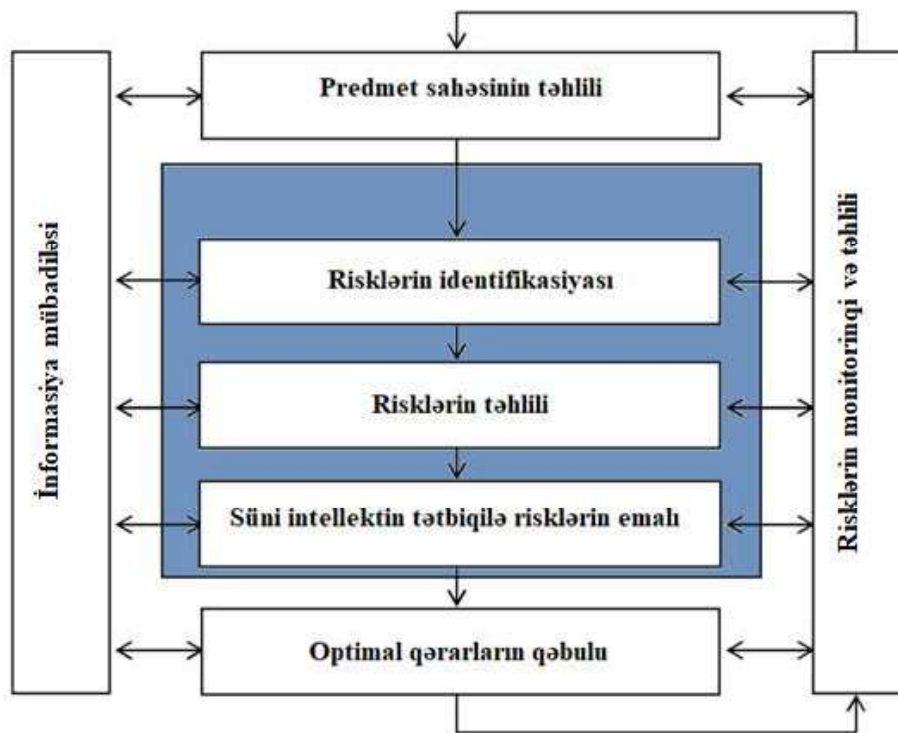 Predmet sahəsinin təhlili
İnformasiya mübadiləsi
Risklərin identifikasiyası
Risklərin təhlili
Süni intellektin tətbiqilə risklərin emalı
Optimal qərarların qəbulu
Risklərin monitorinqi və təhlili